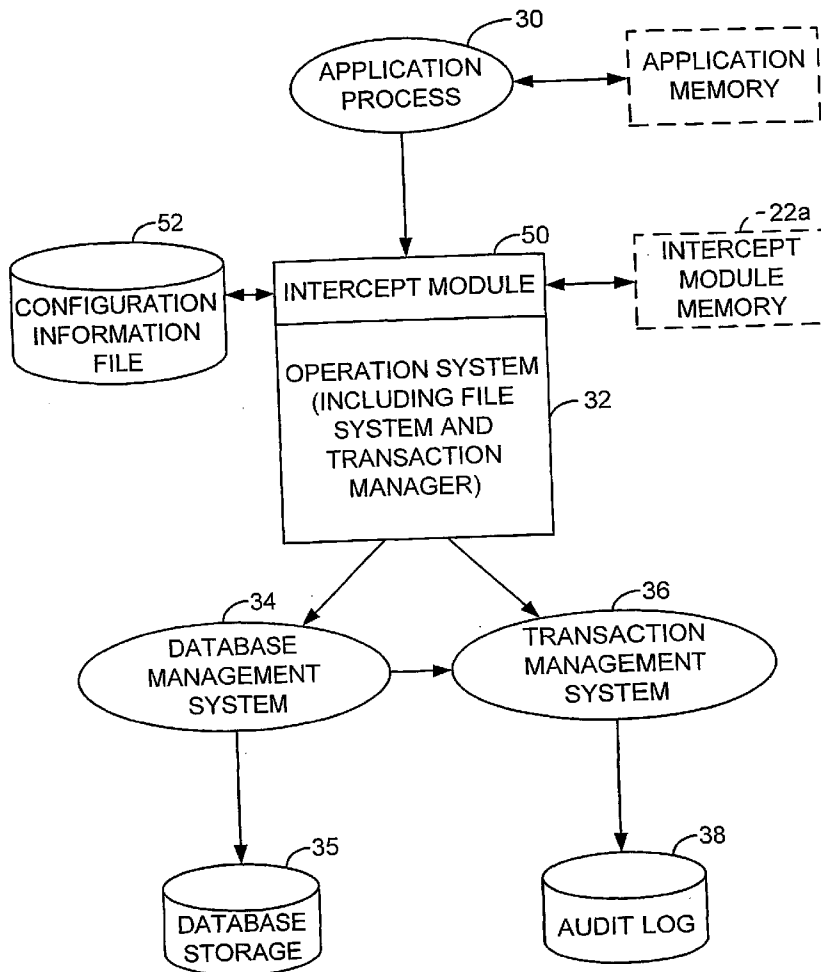 30
APPLICATION
PROCESS
APPLICATION
MEMORY
52
CONFIGURATION
INFORMATION
FILE
50
INTERCEPT MODULE
22a
INTERCEPT
MODULE
MEMORY
OPERATION SYSTEM
(INCLUDING FILE
SYSTEM AND
TRANSACTION
MANAGER)
32
34
DATABASE
MANAGEMENT
SYSTEM
36
TRANSACTION
MANAGEMENT
SYSTEM
35
DATABASE
STORAGE
38
AUDIT LOG